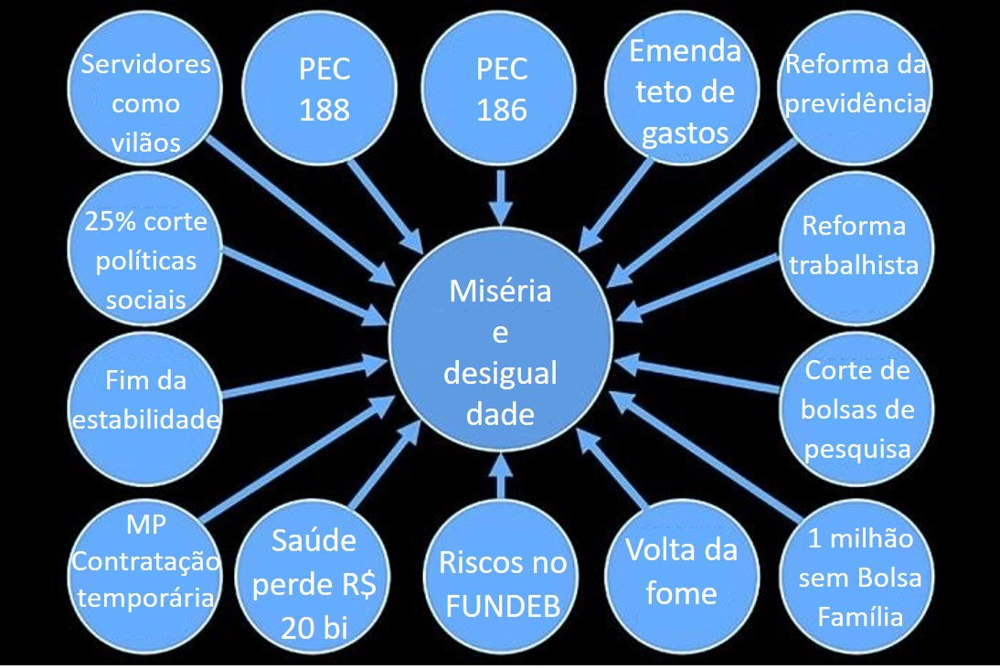 Servidores
como
vilãos
PEC
188
PEC
186
Emenda
teto de
gastos
Reforma da
previdência
25% corte
políticas
sociais
Miséria
e
desigual
dade
Reforma
trabalhista
Fim da
estabilidade
Corte de
bolsas de
pesquisa
MP
Contratação
temporária
Saúde
perde R$
20 bi
Riscos no
FUNDEB
Volta da
fome
1 milhão
sem Bolsa
Família